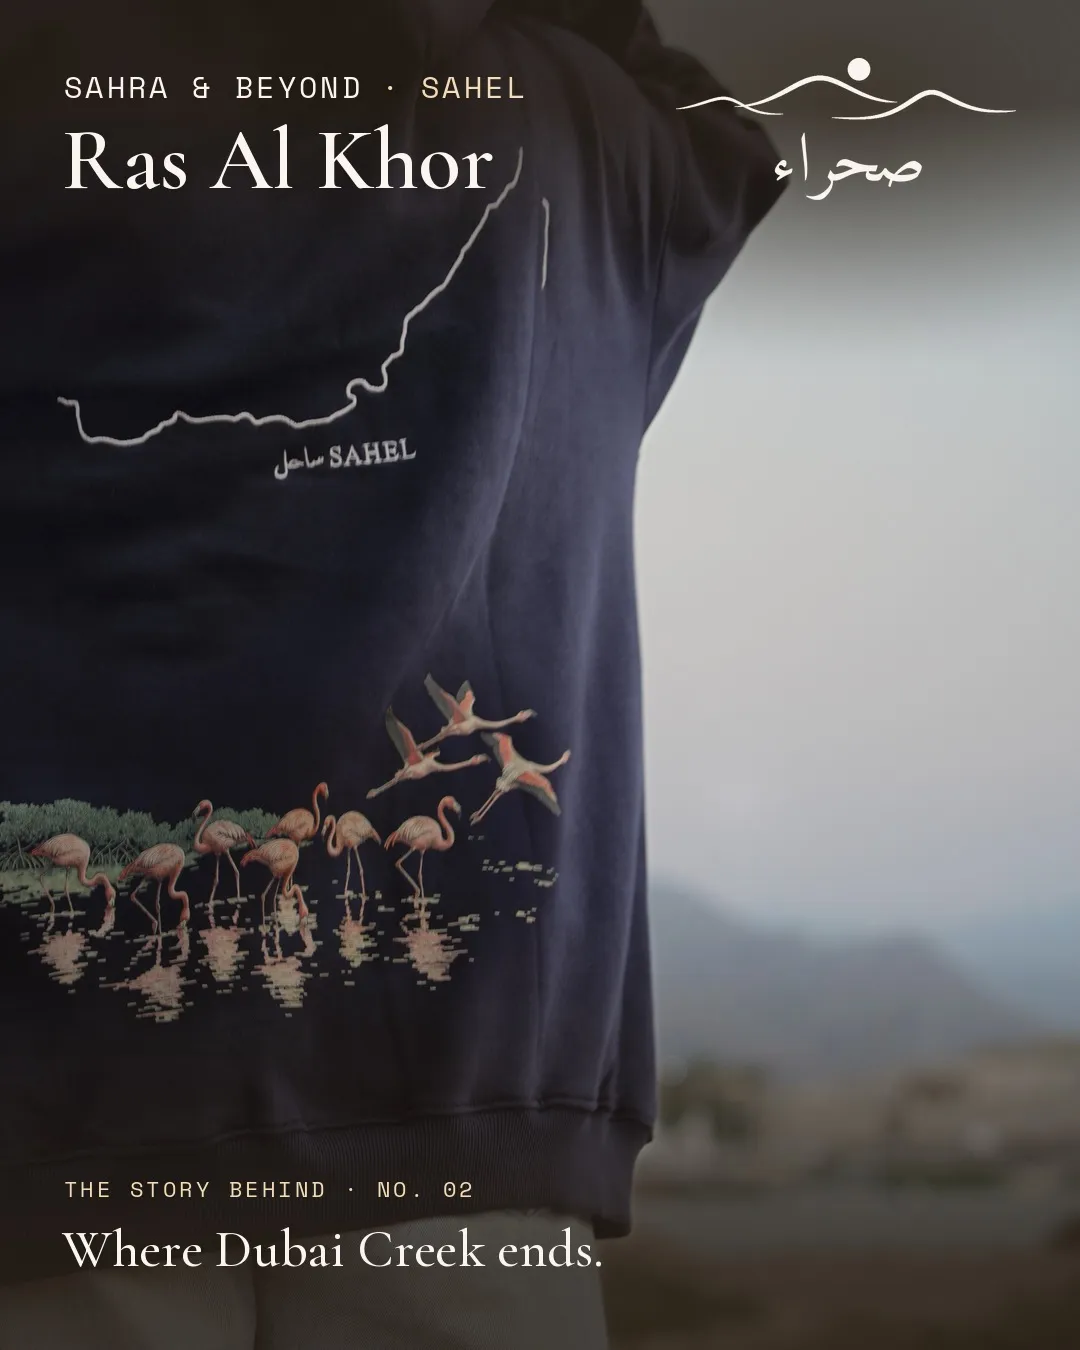 SAHRA & BEYOND · SAHEL
Ras Al Khor
صحراء
ساحل SAHEL
THE STORY BEHIND · NO. 02
Where Dubai Creek ends.